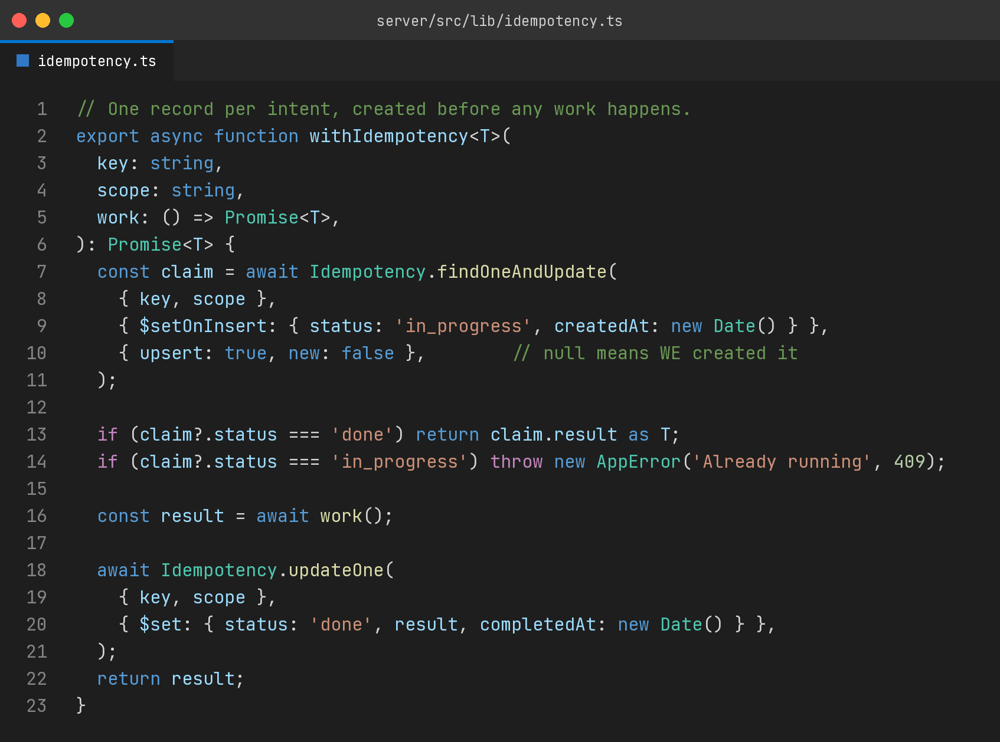 server/src/lib/idempotency.ts
idempotency.ts
1 // One record per intent, created before any work happens.
2 export async function withIdempotency<T>(
3   key: string,
4   scope: string,
5   work: () => Promise<T>,
6 ): Promise<T> {
7   const claim = await Idempotency.findOneAndUpdate(
8     { key, scope },
9     { $setOnInsert: { status: 'in_progress', createdAt: new Date() } },
10     { upsert: true, new: false },        // null means WE created it
11   );
12
13   if (claim?.status === 'done') return claim.result as T;
14   if (claim?.status === 'in_progress') throw new AppError('Already running', 409);
15
16   const result = await work();
17
18   await Idempotency.updateOne(
19     { key, scope },
20     { $set: { status: 'done', result, completedAt: new Date() } },
21   );
22   return result;
23 }